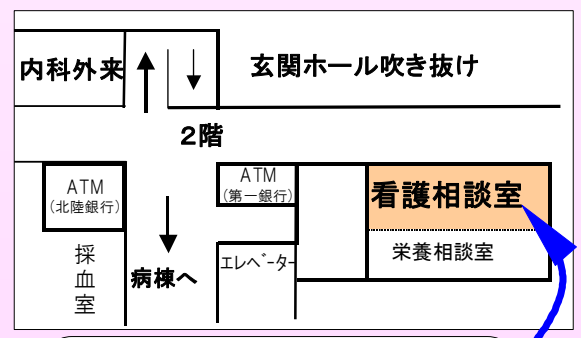 内科外来
玄関ホール吹き抜け
２階
ATM
(北陸銀行)
ATM
(第一銀行)
看護相談室
栄養相談室
採血室
病棟へ
エレベーター